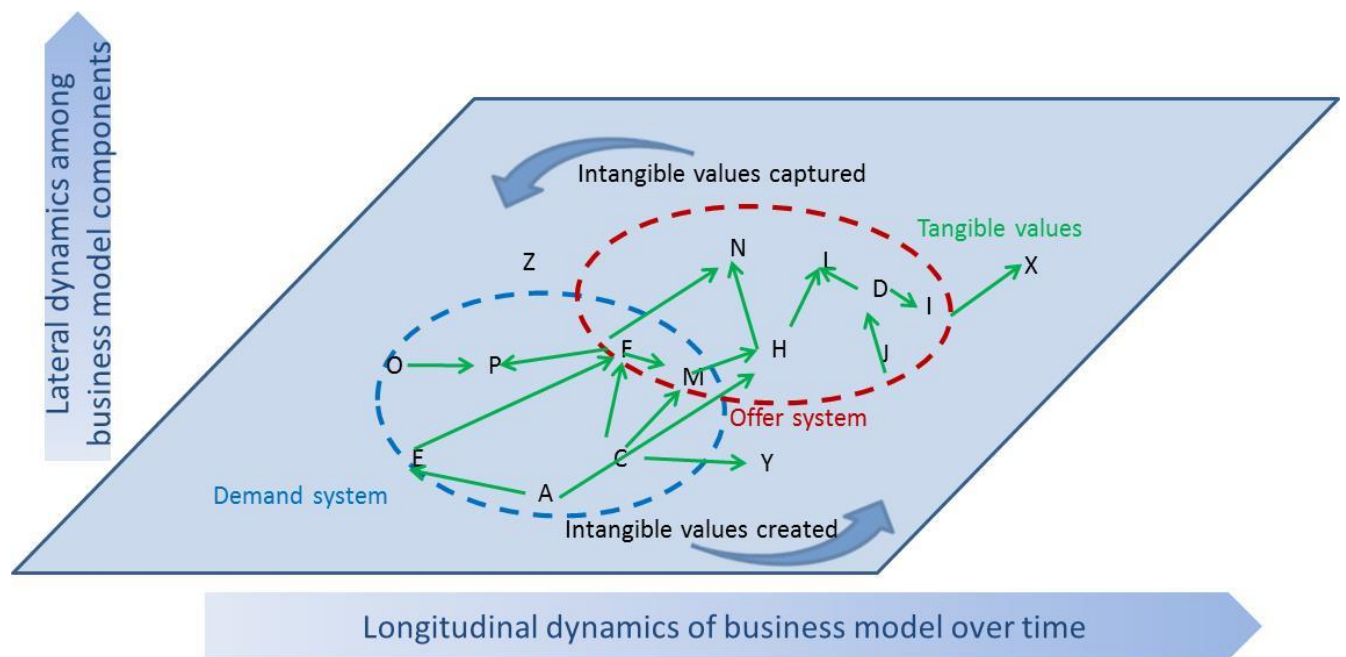 Lateral dynamics among
business model components
Intangible values captured
Tangible values
Z
N
L
D
I
X
O
P
F
M
H
J
Offer system
E
C
Y
Demand system
A
Intangible values created
Longitudinal dynamics of business model over time